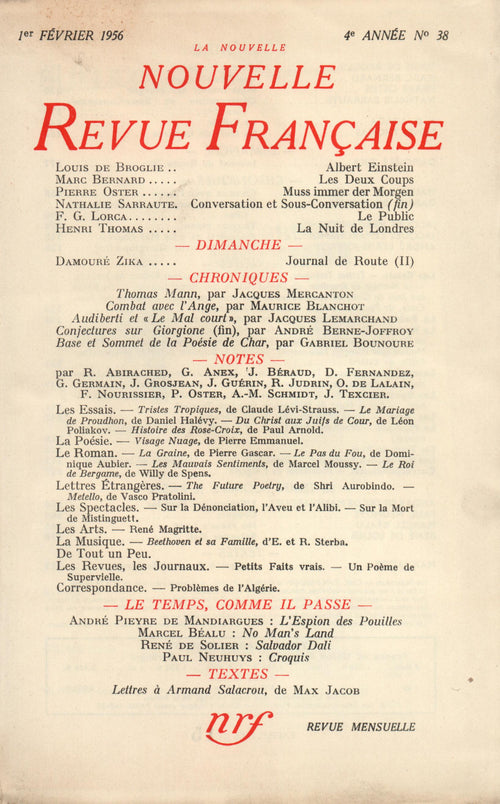 1er FÉVRIER 1956 4e ANNÉE No 38
LA NOUVELLE
NOUVELLE
REVUE FRANÇAISE
LOUIS DE BROGLIE .. Albert Einstein
MARC BERNARD ..... Les Deux Coups
PIERRE OSTER ...... Muss immer der Morgen
NATHALIE SARRAUTE. Conversation et Sous-Conversation (fin)
F. G. LORCA........ Le Public
HENRI THOMAS ..... La Nuit de Londres
— DIMANCHE —
DAMOURÉ ZIKA ..... Journal de Route (II)
— CHRONIQUES —
Thomas Mann, par JACQUES MERCANTON
Combat avec l'Ange, par MAURICE BLANCHOT
Audiberti et « Le Mal court », par JACQUES LEMARCHAND
Conjectures sur Giorgione (fin), par ANDRÉ BERNE-JOFFROY
Base et Sommet de la Poésie de Char, par GABRIEL BOUNOURE
— NOTES —
par R. ABIRACHED, G. ANEX, J. BÉRAUD, D. FERNANDEZ,
G. GERMAIN, J. GROSJEAN, J. GUÉRIN, R. JUDRIN, O. DE LALAIN,
F. NOURISSIER, P. OSTER, A.-M. SCHMIDT, J. TEXCIER.
Les Essais. — Tristes Tropiques, de Claude Lévi-Strauss. — Le Mariage
de Proudhon, de Daniel Halévy. — Du Christ aux Juifs de Cour, de Léon
Poliakov. — Histoire des Rose-Croix, de Paul Arnold.
La Poésie. — Visage Nuage, de Pierre Emmanuel.
Le Roman. — La Graine, de Pierre Gascar. — Le Pas du Fou, de Domi-
nique Aubier. — Les Mauvais Sentiments, de Marcel Moussy. — Le Roi
de Bergame, de Willy de Spens.
Lettres Étrangères. — The Future Poetry, de Shri Aurobindo. —
Metello, de Vasco Pratolini.
Les Spectacles. — Sur la Dénonciation, l'Aveu et l'Alibi. — Sur la Mort
de Mistinguett.
Les Arts. — René Magritte.
La Musique. — Beethoven et sa Famille, d'E. et R. Sterba.
De Tout un Peu.
Les Revues, les Journaux. — Petits Faits vrais. — Un Poème de
Supervielle.
Correspondance. — Problèmes de l'Algérie.
— LE TEMPS, COMME IL PASSE —
ANDRÉ PIEYRE DE MANDIARGUES : L'Espion des Pouilles
MARCEL BÉALU : No Man's Land
RENÉ DE SOLIER : Salvador Dali
PAUL NEUHUYS : Croquis
— TEXTES —
Lettres à Armand Salacrou, de MAX JACOB
nrf REVUE MENSUELLE